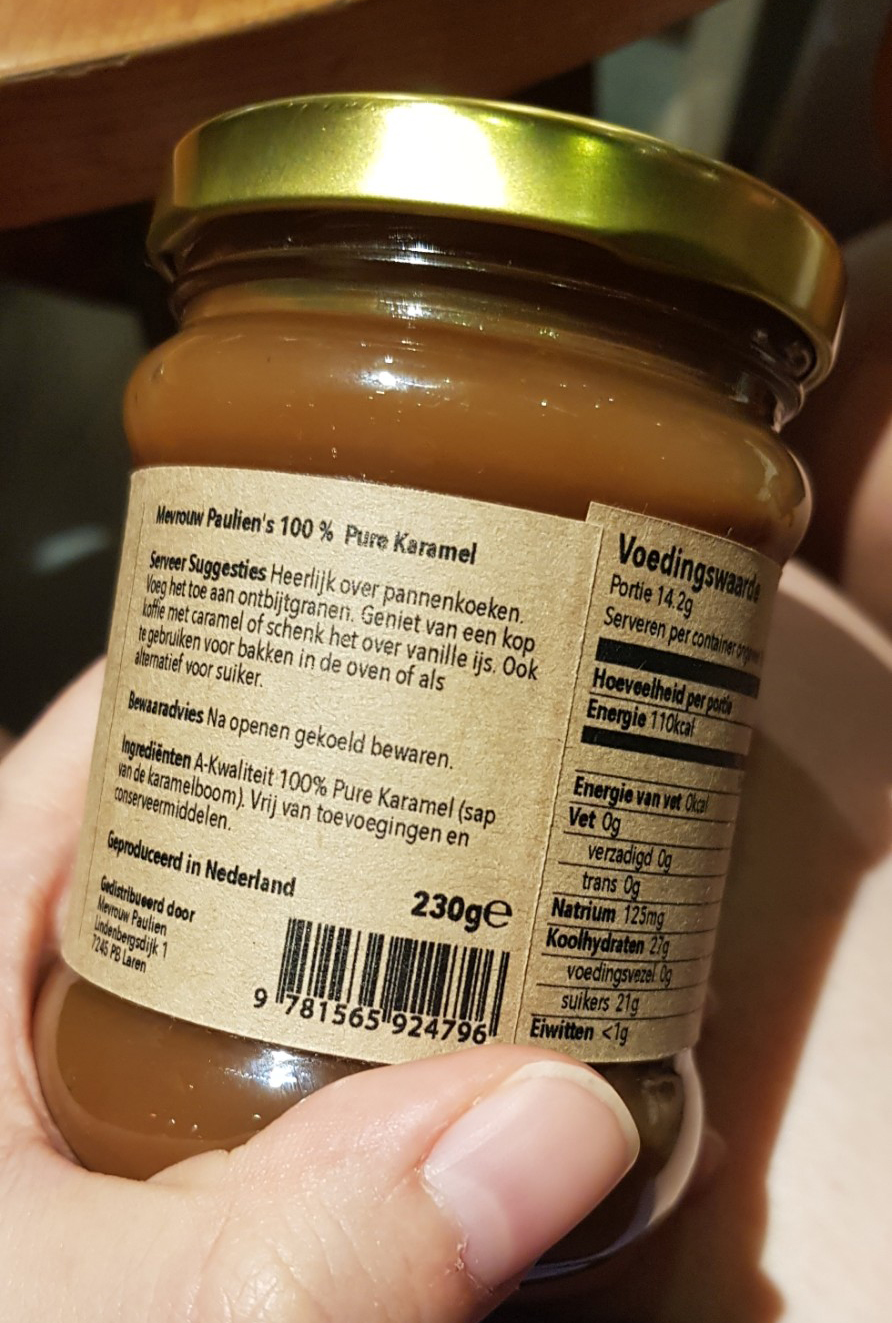 Mevrouw Paulien's 100 % Pure Karamel
Serveer Suggesties Heerlijk over pannenkoeken.
Voeg het toe aan ontbijtgranen. Geniet van een kop
koffie met caramel of schenk het over vanille ijs. Ook
te gebruiken voor bakken in de oven of als
alternatief voor suiker.
Bewaaradvies Na openen gekoeld bewaren.
Ingrediënten A-Kwaliteit 100% Pure Karamel (sap
van de karamelboom). Vrij van toevoegingen en
conserveermiddelen.
Geproduceerd in Nederland
230g℮
Gedistribueerd door
Mevrouw Paulien
Lindenbergsdijk 1
7245 PB Laren
9 781565 924796
Voedingswaarde
Portie 14.2g
Serveren per container
Hoeveelheid per portie
Energie 110kcal
Energie van vet 0kcal
Vet 0g
verzadigd 0g
trans 0g
Natrium 125mg
Koolhydraten 27g
voedingsvezel 0g
suikers 21g
Eiwitten <1g